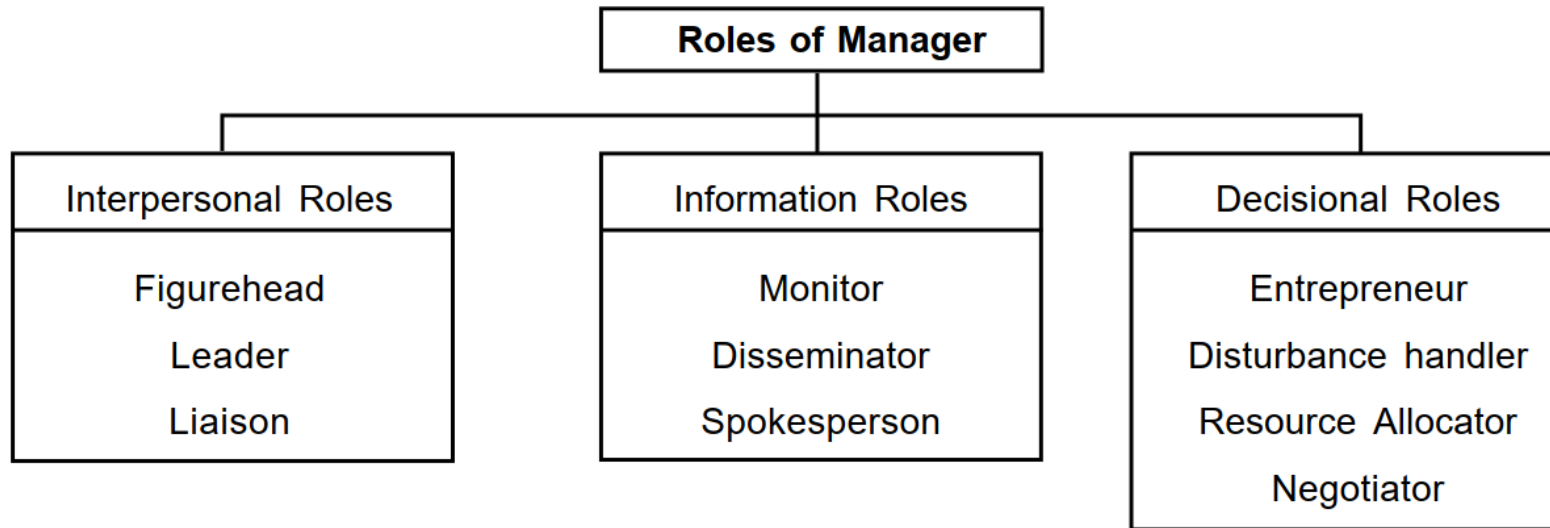 Roles of Manager
Interpersonal Roles
Figurehead
Leader
Liaison
Information Roles
Monitor
Disseminator
Spokesperson
Decisional Roles
Entrepreneur
Disturbance handler
Resource Allocator
Negotiator